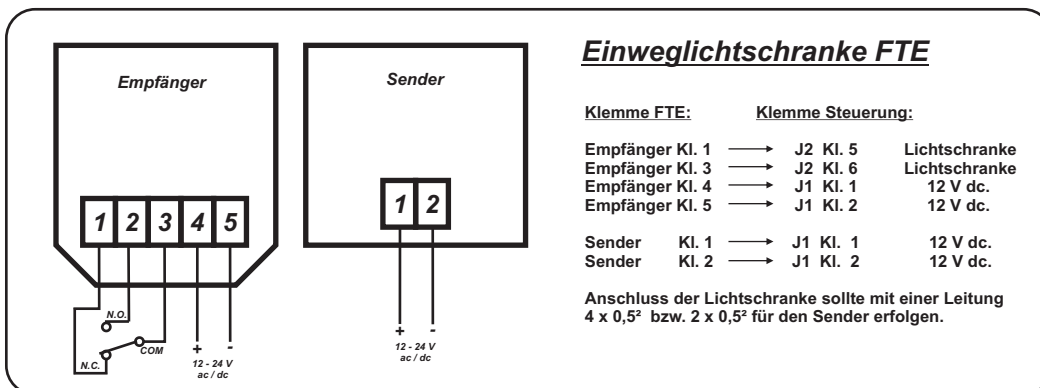 Empfänger
1 2 3 4 5
N.O.
COM
N.C.
+ -
12 - 24 V
ac / dc
Sender
1 2
+ -
12 - 24 V
ac / dc
Einweglichtschranke FTE
Klemme FTE: Klemme Steuerung:
Empfänger Kl. 1 → J2 Kl. 5 Lichtschranke
Empfänger Kl. 3 → J2 Kl. 6 Lichtschranke
Empfänger Kl. 4 → J1 Kl. 1 12 V dc.
Empfänger Kl. 5 → J1 Kl. 2 12 V dc.
Sender Kl. 1 → J1 Kl. 1 12 V dc.
Sender Kl. 2 → J1 Kl. 2 12 V dc.
Anschluss der Lichtschranke sollte mit einer Leitung
4 x 0,5² bzw. 2 x 0,5² für den Sender erfolgen.